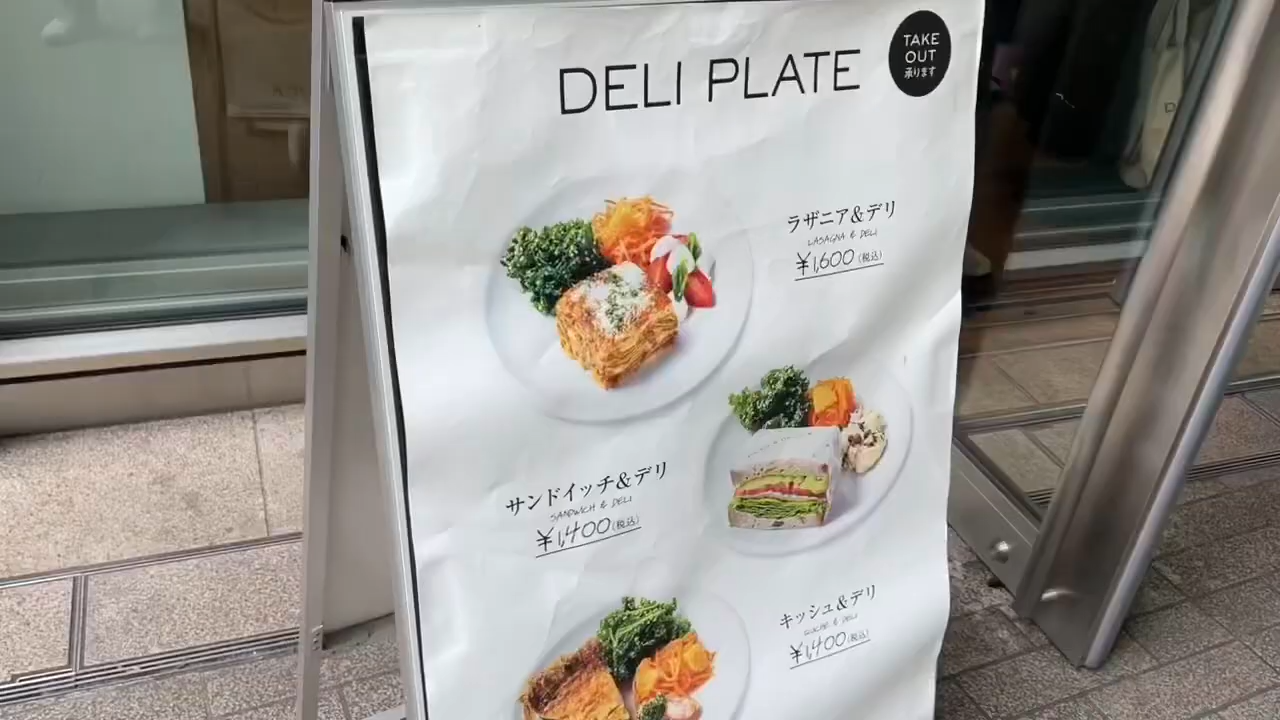 DELI PLATE
TAKE
OUT
承ります
ラザニア&デリ
LASAGNA & DELI
¥1,600(税込)
サンドイッチ&デリ
SANDWICH & DELI
¥1,400(税込)
キッシュ&デリ
QUICHE & DELI
¥1,400(税込)